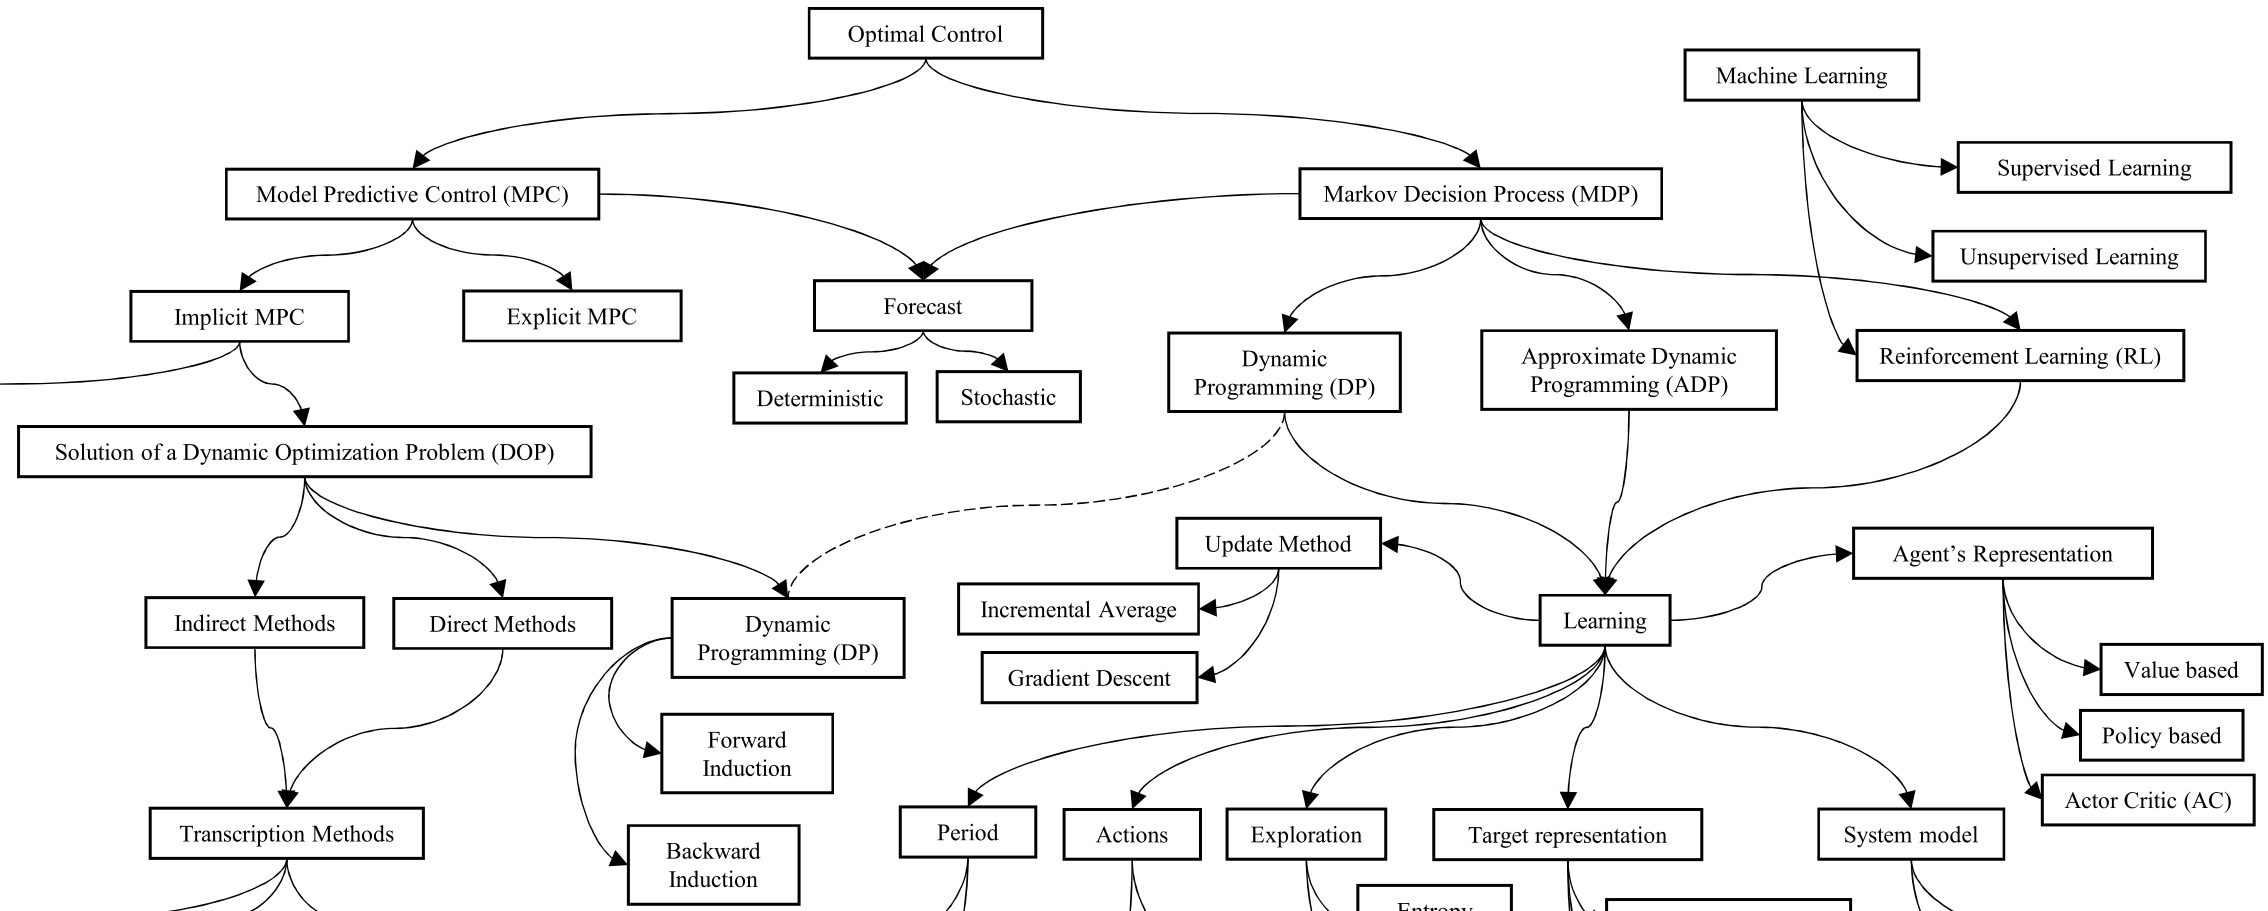 Optimal Control
Machine Learning
Supervised Learning
Model Predictive Control (MPC)
Markov Decision Process (MDP)
Unsupervised Learning
Implicit MPC
Explicit MPC
Forecast
Dynamic
Programming (DP)
Approximate Dynamic
Programming (ADP)
Reinforcement Learning (RL)
Deterministic
Stochastic
Solution of a Dynamic Optimization Problem (DOP)
Update Method
Agent’s Representation
Incremental Average
Indirect Methods
Direct Methods
Dynamic
Programming (DP)
Learning
Gradient Descent
Value based
Forward
Induction
Policy based
Actor Critic (AC)
Transcription Methods
Period
Actions
Exploration
Target representation
System model
Backward
Induction
Entropy